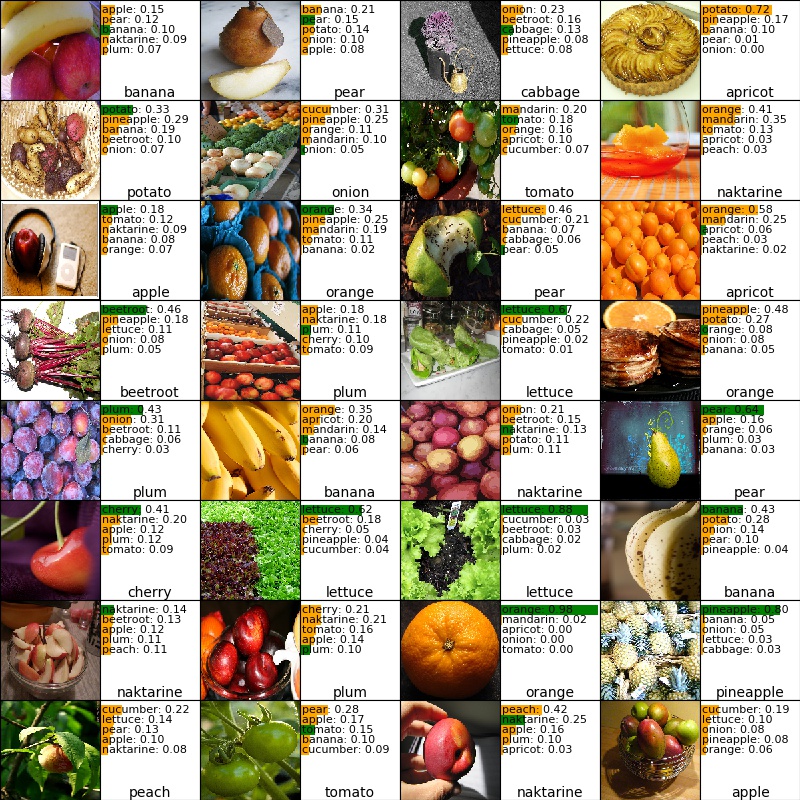 apple: 0.15
pear: 0.12
banana: 0.10
naktarine: 0.09
plum: 0.07
banana
banana: 0.21
pear: 0.15
potato: 0.14
onion: 0.10
apple: 0.08
pear
onion: 0.23
beetroot: 0.16
cabbage: 0.13
pineapple: 0.08
lettuce: 0.08
cabbage
potato: 0.72
pineapple: 0.17
banana: 0.10
pear: 0.01
onion: 0.00
apricot
potato: 0.33
pineapple: 0.29
banana: 0.19
beetroot: 0.10
onion: 0.07
potato
cucumber: 0.31
pineapple: 0.25
orange: 0.11
mandarin: 0.10
onion: 0.05
onion
mandarin: 0.20
tomato: 0.18
orange: 0.16
apricot: 0.10
cucumber: 0.07
tomato
orange: 0.41
mandarin: 0.35
tomato: 0.13
apricot: 0.03
peach: 0.03
naktarine
apple: 0.18
tomato: 0.12
naktarine: 0.09
banana: 0.08
orange: 0.07
apple
orange: 0.34
pineapple: 0.25
mandarin: 0.19
tomato: 0.11
banana: 0.02
orange
lettuce: 0.46
cucumber: 0.21
banana: 0.07
cabbage: 0.06
pear: 0.05
pear
orange: 0.58
mandarin: 0.25
apricot: 0.06
peach: 0.03
naktarine: 0.02
apricot
beetroot: 0.46
pineapple: 0.18
lettuce: 0.11
onion: 0.08
plum: 0.05
beetroot
apple: 0.18
naktarine: 0.18
plum: 0.11
cherry: 0.10
tomato: 0.09
plum
lettuce: 0.67
cucumber: 0.22
cabbage: 0.05
pineapple: 0.02
tomato: 0.01
lettuce
pineapple: 0.48
potato: 0.27
orange: 0.08
onion: 0.08
banana: 0.05
orange
plum: 0.43
onion: 0.31
beetroot: 0.11
cabbage: 0.06
cherry: 0.03
plum
orange: 0.35
apricot: 0.20
mandarin: 0.14
banana: 0.08
pear: 0.06
banana
onion: 0.21
beetroot: 0.15
naktarine: 0.13
potato: 0.11
plum: 0.11
naktarine
pear: 0.64
apple: 0.16
orange: 0.06
plum: 0.03
banana: 0.03
pear
cherry: 0.41
naktarine: 0.20
apple: 0.12
plum: 0.12
tomato: 0.09
cherry
lettuce: 0.62
beetroot: 0.18
cherry: 0.05
pineapple: 0.04
cucumber: 0.04
lettuce
lettuce: 0.88
cucumber: 0.03
beetroot: 0.03
cabbage: 0.02
plum: 0.02
lettuce
banana: 0.43
potato: 0.28
onion: 0.14
pear: 0.10
pineapple: 0.04
banana
naktarine: 0.14
beetroot: 0.13
apple: 0.12
plum: 0.11
peach: 0.11
naktarine
cherry: 0.21
naktarine: 0.21
tomato: 0.16
apple: 0.14
plum: 0.10
plum
orange: 0.98
mandarin: 0.02
apricot: 0.00
onion: 0.00
tomato: 0.00
orange
pineapple: 0.80
banana: 0.05
onion: 0.05
lettuce: 0.03
cabbage: 0.03
pineapple
cucumber: 0.22
lettuce: 0.14
pear: 0.13
apple: 0.10
naktarine: 0.08
peach
pear: 0.28
apple: 0.17
tomato: 0.15
banana: 0.10
cucumber: 0.09
tomato
peach: 0.42
naktarine: 0.25
apple: 0.16
plum: 0.10
apricot: 0.03
naktarine
cucumber: 0.19
lettuce: 0.10
onion: 0.08
pineapple: 0.08
orange: 0.06
apple